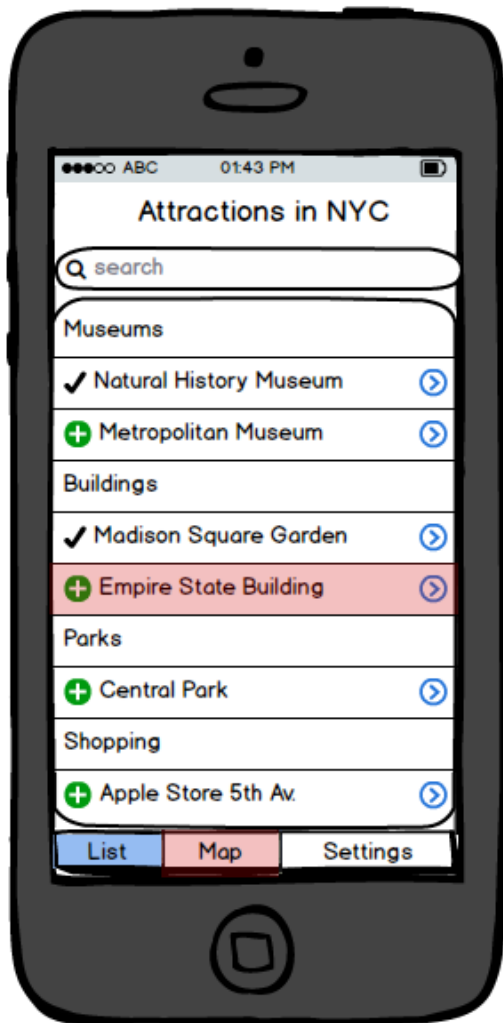 ABC 01:43 PM
Attractions in NYC
search
Museums
Natural History Museum
Metropolitan Museum
Buildings
Madison Square Garden
Empire State Building
Parks
Central Park
Shopping
Apple Store 5th Av.
List Map Settings